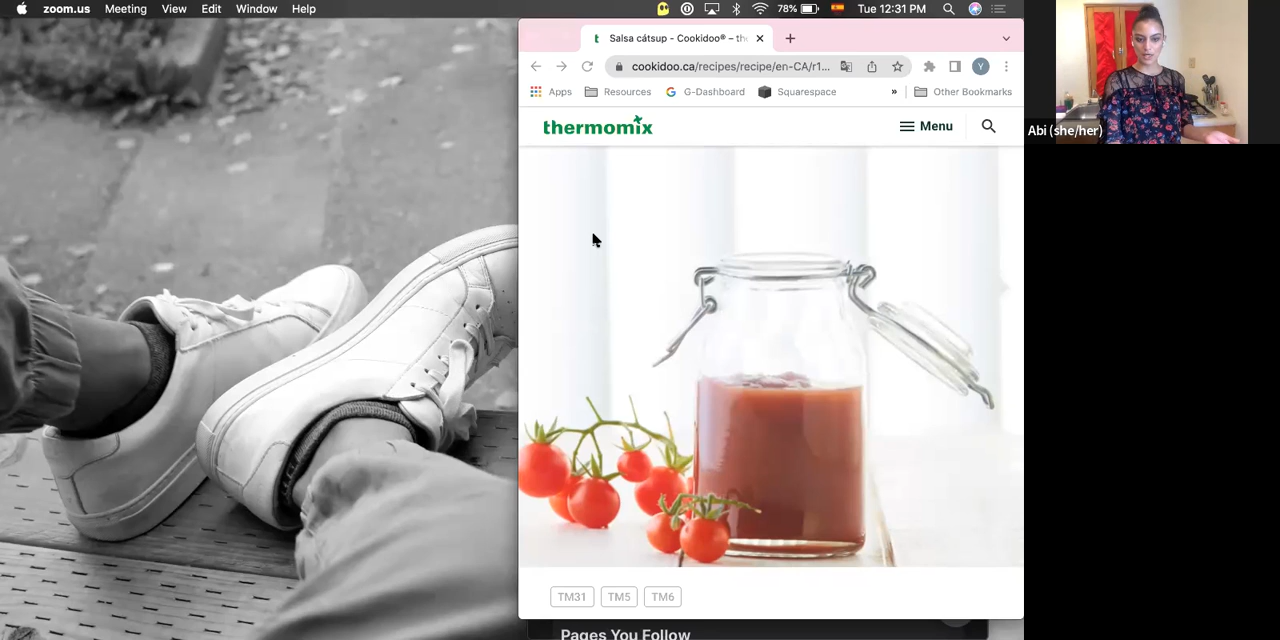 zoom.us Meeting View Edit Window Help 78% Tue 12:31 PM
Salsa cátsup - Cookidoo® – th
cookidoo.ca/recipes/recipe/en-CA/r1...
Apps Resources G-Dashboard Squarespace » Other Bookmarks
thermomix Menu
Abi (she/her)
TM31 TM5 TM6
Pages You Follow